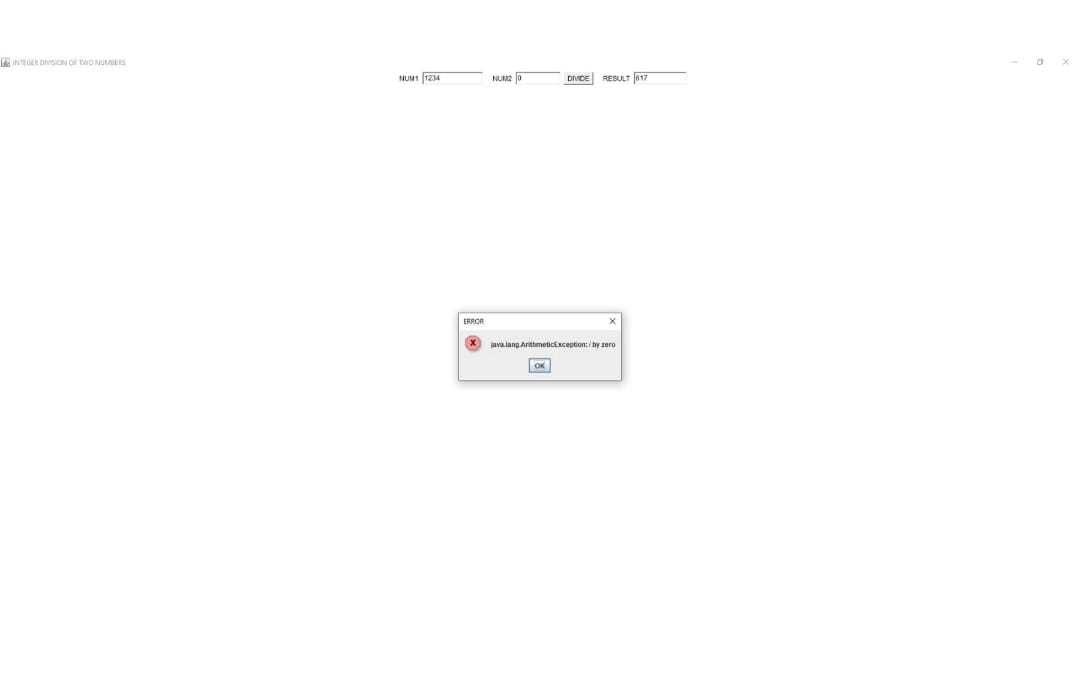 INTEGER DIVISION OF TWO NUMBERS
NUM1 1234 NUM2 0 DIVIDE RESULT 617
ERROR
X java.lang.ArithmeticException: / by zero
OK